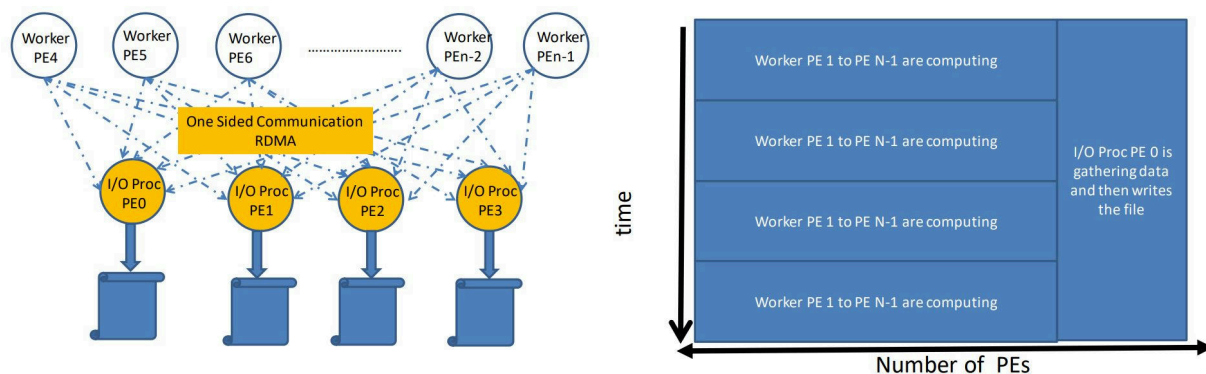 Worker
PE4
Worker
PE5
Worker
PE6
.........................
Worker
PEn-2
Worker
PEn-1
One Sided Communication
RDMA
I/O Proc
PE0
I/O Proc
PE1
I/O Proc
PE2
I/O Proc
PE3
time
Worker PE 1 to PE N-1 are computing
Worker PE 1 to PE N-1 are computing
Worker PE 1 to PE N-1 are computing
Worker PE 1 to PE N-1 are computing
I/O Proc PE 0 is
gathering data
and then writes
the file
Number of PEs